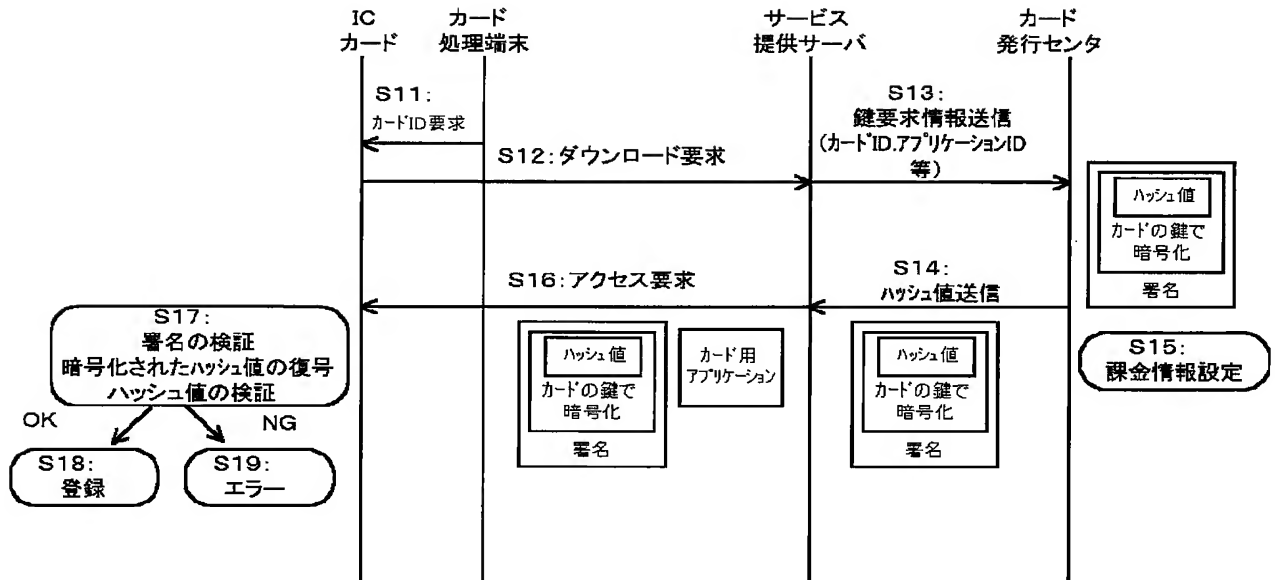 IC
カード
カード
処理端末
サービス
提供サーバ
カード
発行センタ
S11:
カードID要求
S12:ダウンロード要求
S13:
鍵要求情報送信
(カードID.アプリケーションID
等)
ハッシュ値
カードの鍵で
暗号化
署名
S16:アクセス要求
S14:
ハッシュ値送信
S17:
署名の検証
暗号化されたハッシュ値の復号
ハッシュ値の検証
ハッシュ値
カードの鍵で
暗号化
署名
カード用
アプリケーション
ハッシュ値
カードの鍵で
暗号化
署名
S15:
課金情報設定
OK
NG
S18:
登録
S19:
エラー